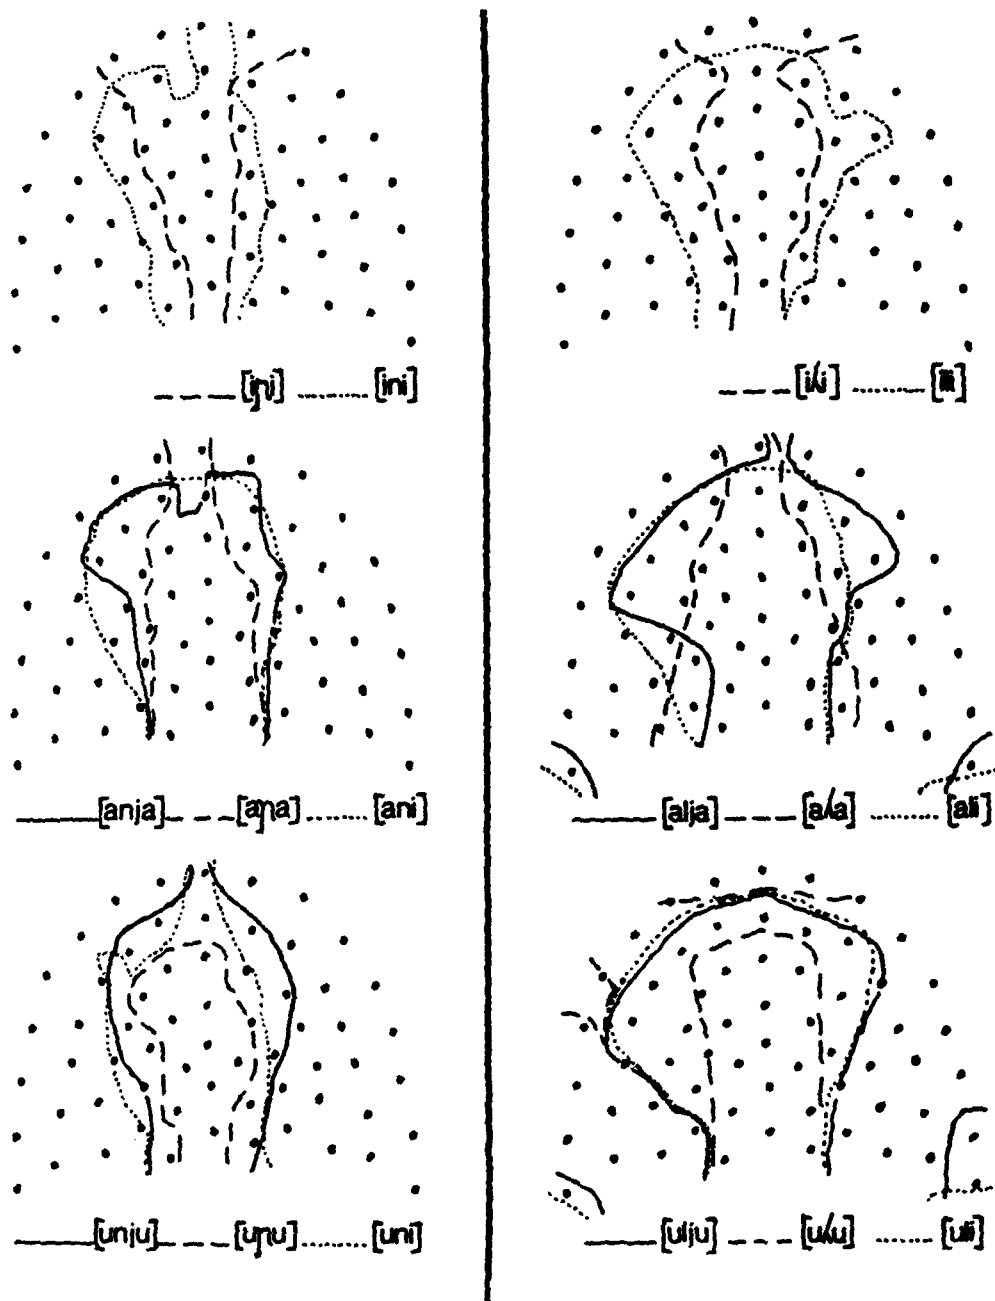 [iɲi] [ini]
[iʎi] [ili]
[anja] [aɲa] [ani]
[alja] [aʎa] [ali]
[unju] [uɲu] [uni]
[ulju] [uʎu] [uli]